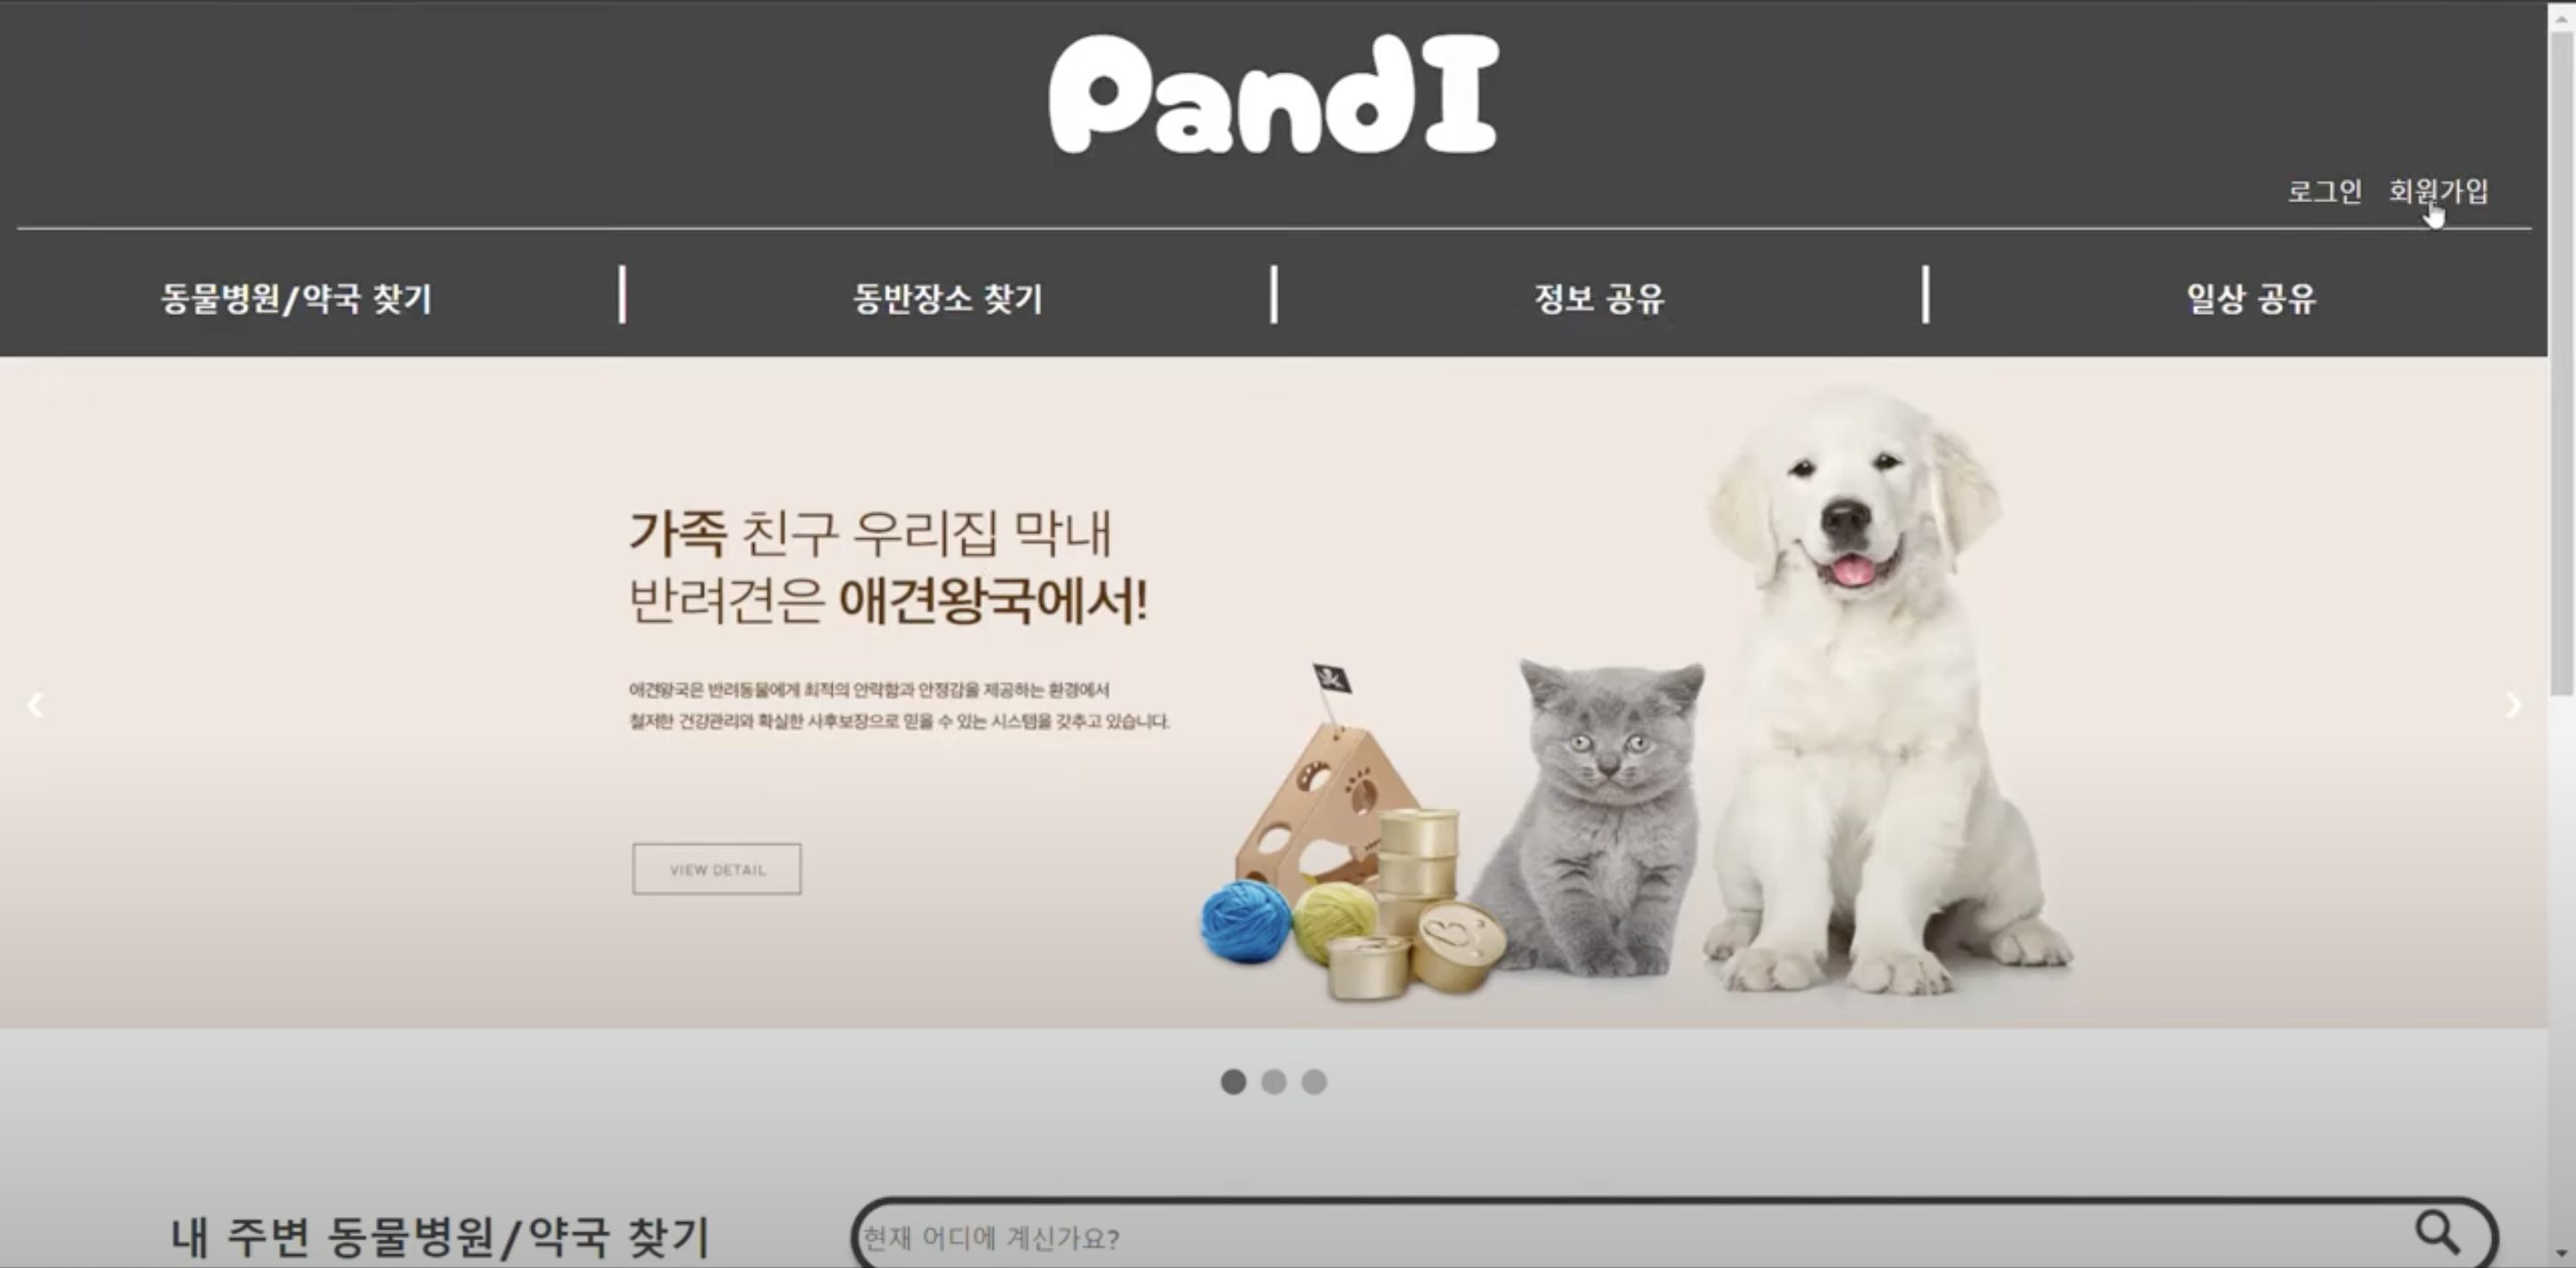 PandI
로그인 회원가입
동물병원/약국 찾기 동반장소 찾기 정보 공유 일상 공유
가족 친구 우리집 막내
반려견은 애견왕국에서!
애견왕국은 반려동물에게 최적의 안락함과 안정감을 제공하는 환경에서
철저한 건강관리와 확실한 사후보장으로 믿을 수 있는 시스템을 갖추고 있습니다.
VIEW DETAIL
내 주변 동물병원/약국 찾기 현재 어디에 계신가요?